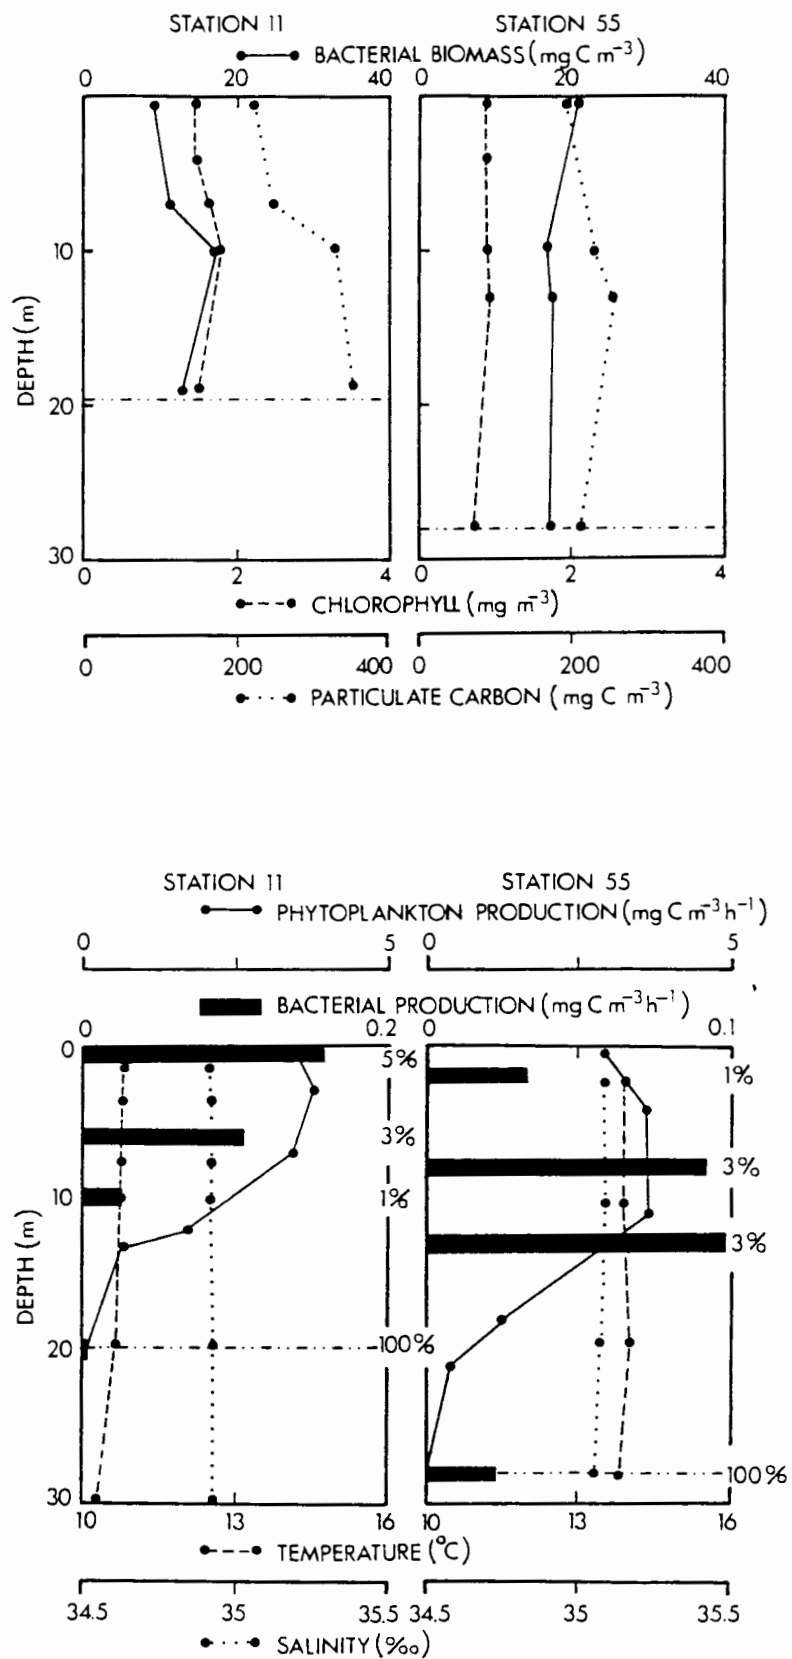 STATION 11 STATION 55
BACTERIAL BIOMASS (mg C m⁻³)
0 20 40 0 20 40
DEPTH (m)
10
20
30
0 2 4 0 2 4
CHLOROPHYLL (mg m⁻³)
0 200 400 0 200 400
PARTICULATE CARBON (mg C m⁻³)
STATION 11 STATION 55
PHYTOPLANKTON PRODUCTION (mg C m⁻³ h⁻¹)
0 5 0 5
BACTERIAL PRODUCTION (mg C m⁻³ h⁻¹)
0 0.2 0 0.1
DEPTH (m)
0 5%
1%
3% 3%
10 1%
3%
20 100%
100%
30
10 13 16 10 13 16
TEMPERATURE (°C)
34.5 35 35.5 34.5 35 35.5
SALINITY (‰)